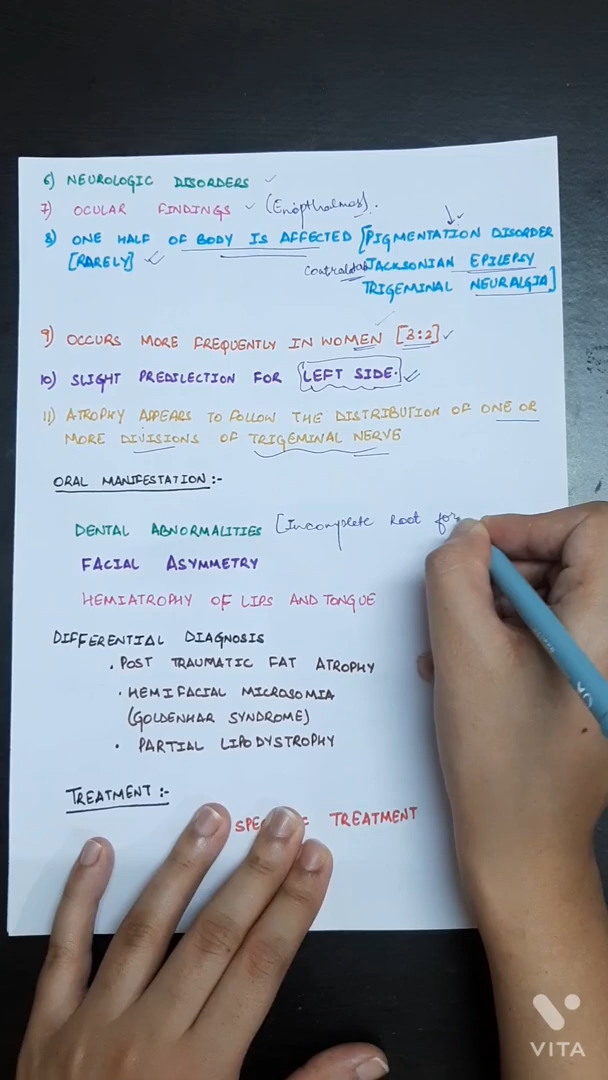 6) NEUROLOGIC DISORDERS
7) OCULAR FINDINGS (Enopthalmos).
8) ONE HALF OF BODY IS AFFECTED [PIGMENTATION DISORDER
[RARELY] JACKSONIAN EPILEPSY
TRIGEMINAL NEURALGIA]
9) OCCURS MORE FREQUENTLY IN WOMEN [3:2]
10) SLIGHT PREDILECTION FOR LEFT SIDE.
11) ATROPHY APPEARS TO FOLLOW THE DISTRIBUTION OF ONE OR
MORE DIVISIONS OF TRIGEMINAL NERVE
ORAL MANIFESTATION :-
DENTAL ABNORMALITIES [Incomplete Root for
FACIAL ASYMMETRY
HEMIATROPHY OF LIPS AND TONGUE
DIFFERENTIAL DIAGNOSIS
• POST TRAUMATIC FAT ATROPHY
• HEMIFACIAL MICROSOMIA
(GOLDENHAR SYNDROME)
• PARTIAL LIPODYSTROPHY
TREATMENT :-
TREATMENT
VITA